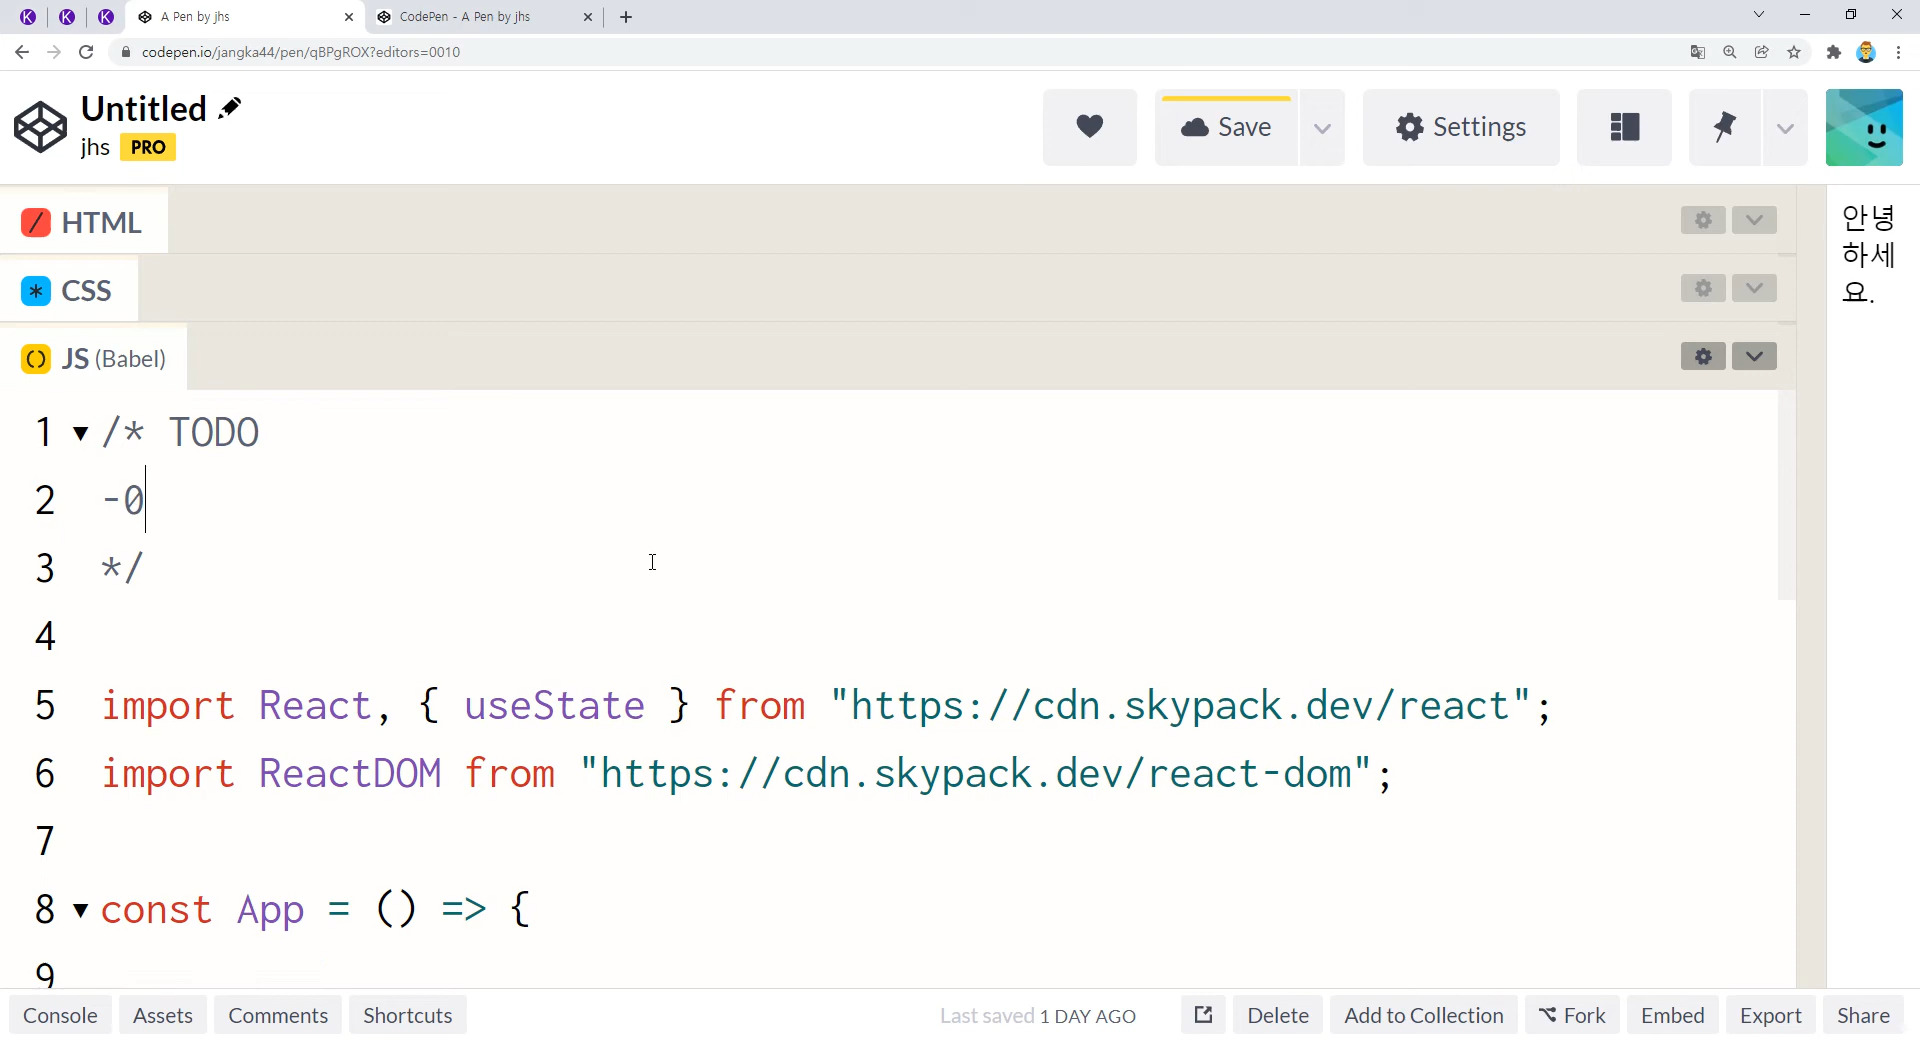 A Pen by jhs
CodePen - A Pen by jhs
codepen.io/jangka44/pen/qBPgROX?editors=0010
Untitled
jhs PRO
Save
Settings
HTML
CSS
JS (Babel)
안녕
하세
요.
1 /* TODO
2 -0
3 */
4
5 import React, { useState } from "https://cdn.skypack.dev/react";
6 import ReactDOM from "https://cdn.skypack.dev/react-dom";
7
8 const App = () => {
9
Console Assets Comments Shortcuts Last saved 1 DAY AGO Delete Add to Collection Fork Embed Export Share